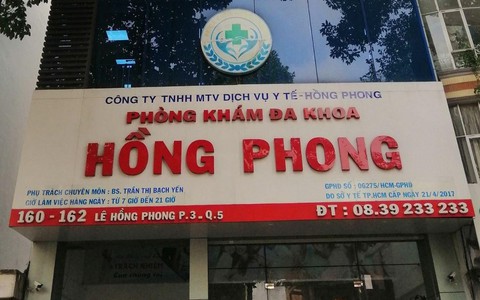 CÔNG TY TNHH MTV DỊCH VỤ Y TẾ-HỒNG PHONG
PHÒNG KHÁM ĐA KHOA
HỒNG PHONG
PHỤ TRÁCH CHUYÊN MÔN : BS. TRẦN THỊ BẠCH YẾN
GIỜ LÀM VIỆC HÀNG NGÀY : TỪ 7 GIỜ ĐẾN 21 GIỜ
GPHĐ SỐ : 06275/HCM-GPHĐ
DO SỞ Y TẾ TP.HCM CẤP NGÀY 21/4/2017
160 - 162 LÊ HỒNG PHONG P.3-Q.5
ĐT : 08.39 233 233